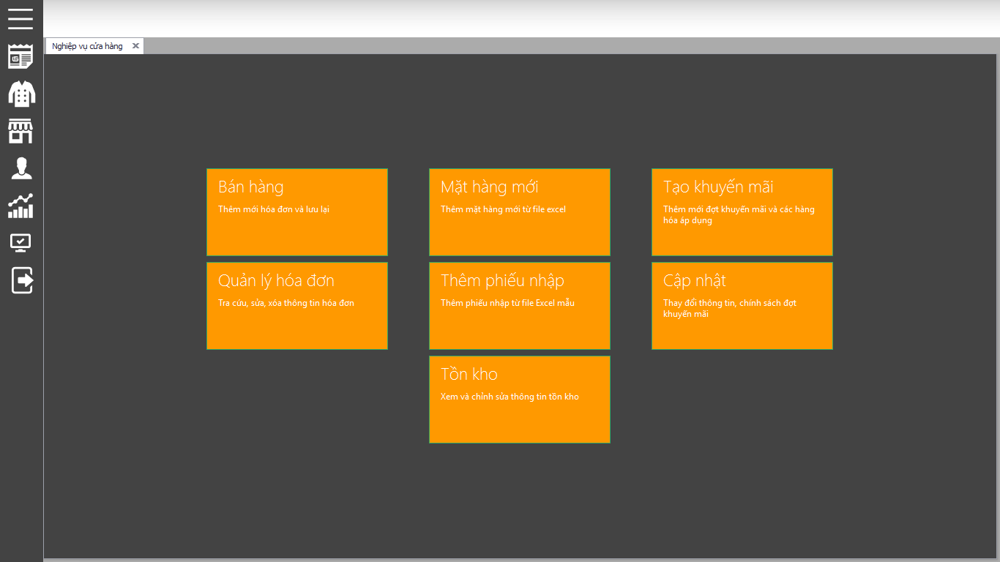 Nghiệp vụ cửa hàng
Bán hàng
Thêm mới hóa đơn và lưu lại
Mặt hàng mới
Thêm mặt hàng mới từ file excel
Tạo khuyến mãi
Thêm mới đợt khuyến mãi và các hàng
hóa áp dụng
Quản lý hóa đơn
Tra cứu, sửa, xóa thông tin hóa đơn
Thêm phiếu nhập
Thêm phiếu nhập từ file Excel mẫu
Cập nhật
Thay đổi thông tin, chính sách đợt
khuyến mãi
Tồn kho
Xem và chỉnh sửa thông tin tồn kho